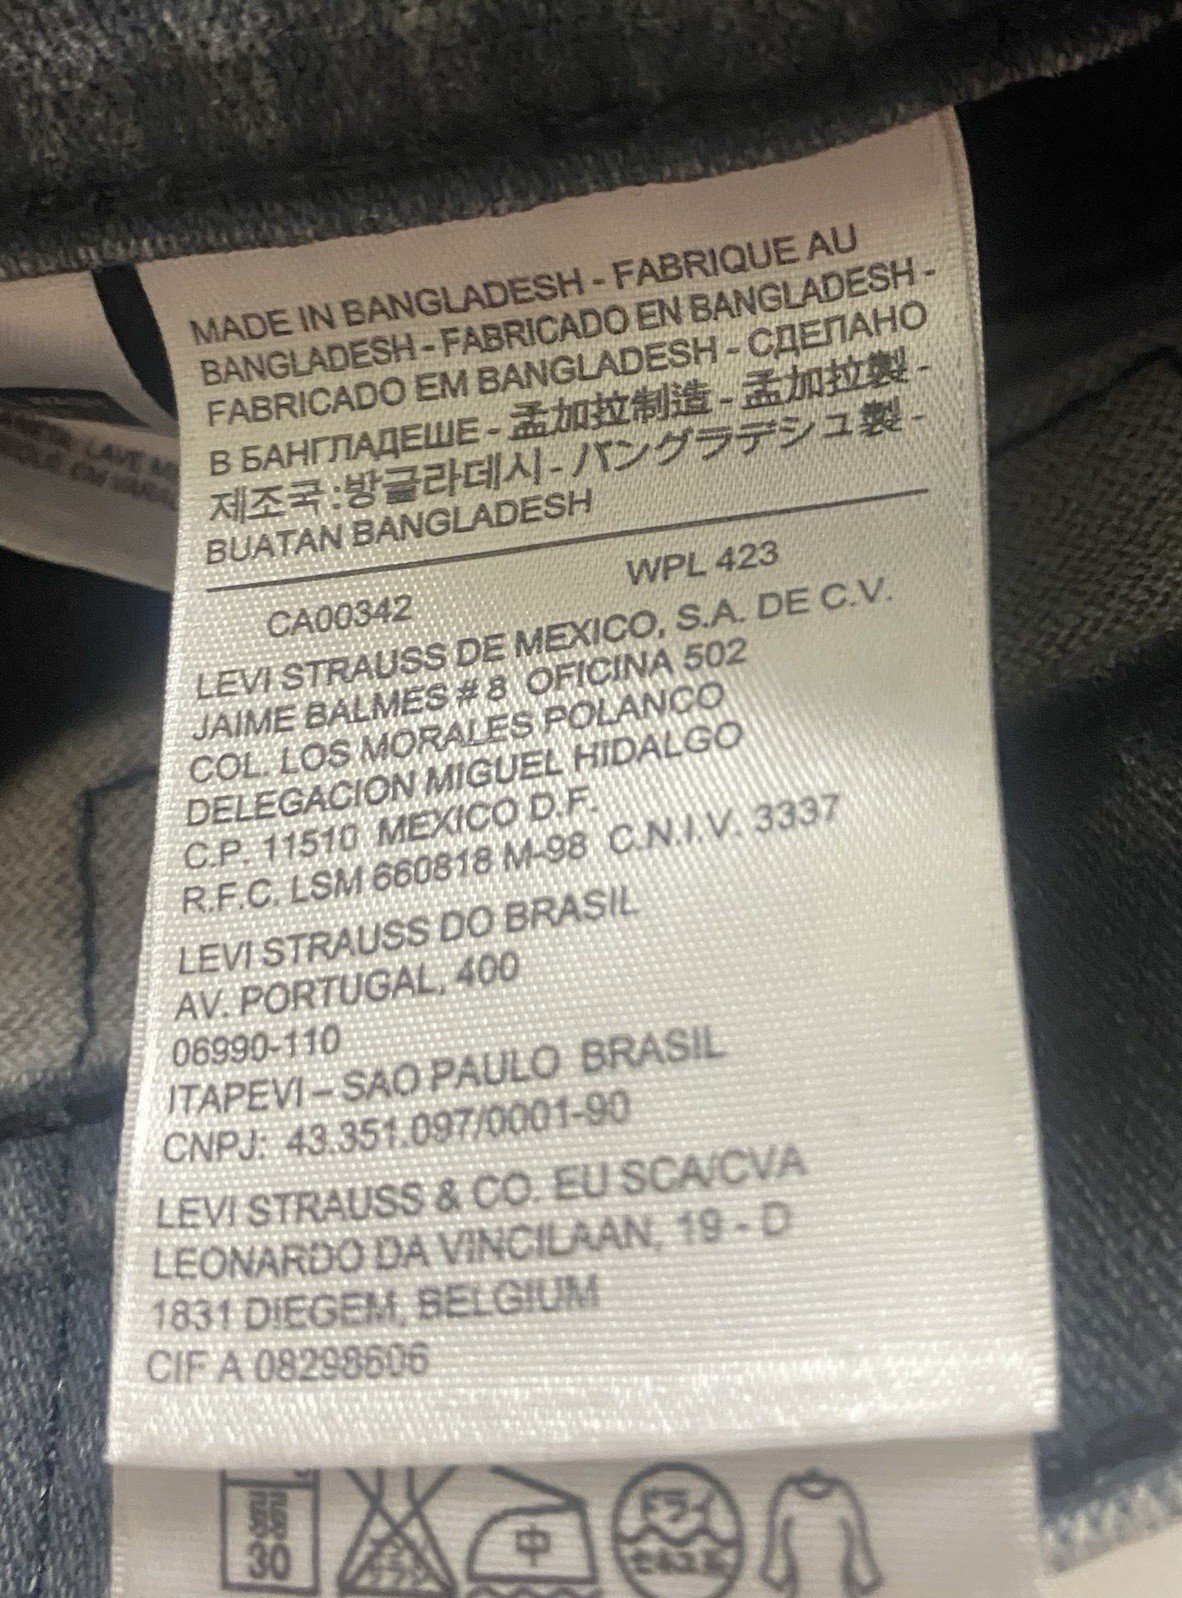 MADE IN BANGLADESH - FABRIQUE AU
BANGLADESH - FABRICADO EN BANGLADESH -
FABRICADO EM BANGLADESH - СДЕЛАНО
В БАНГЛАДЕШЕ - 孟加拉制造 - 孟加拉製 -
제조국 : 방글라데시 - バングラデシュ製 -
BUATAN BANGLADESH
CA00342 WPL 423
LEVI STRAUSS DE MEXICO, S.A. DE C.V.
JAIME BALMES # 8 OFICINA 502
COL. LOS MORALES POLANCO
DELEGACION MIGUEL HIDALGO
C.P. 11510 MEXICO D.F.
R.F.C. LSM 660818 M-98 C.N.I.V. 3337
LEVI STRAUSS DO BRASIL
AV. PORTUGAL, 400
06990-110
ITAPEVI – SAO PAULO BRASIL
CNPJ: 43.351.097/0001-90
LEVI STRAUSS & CO. EU SCA/CVA
LEONARDO DA VINCILAAN, 19 - D
1831 DIEGEM, BELGIUM
CIF A 08298606
30
中
ドライ